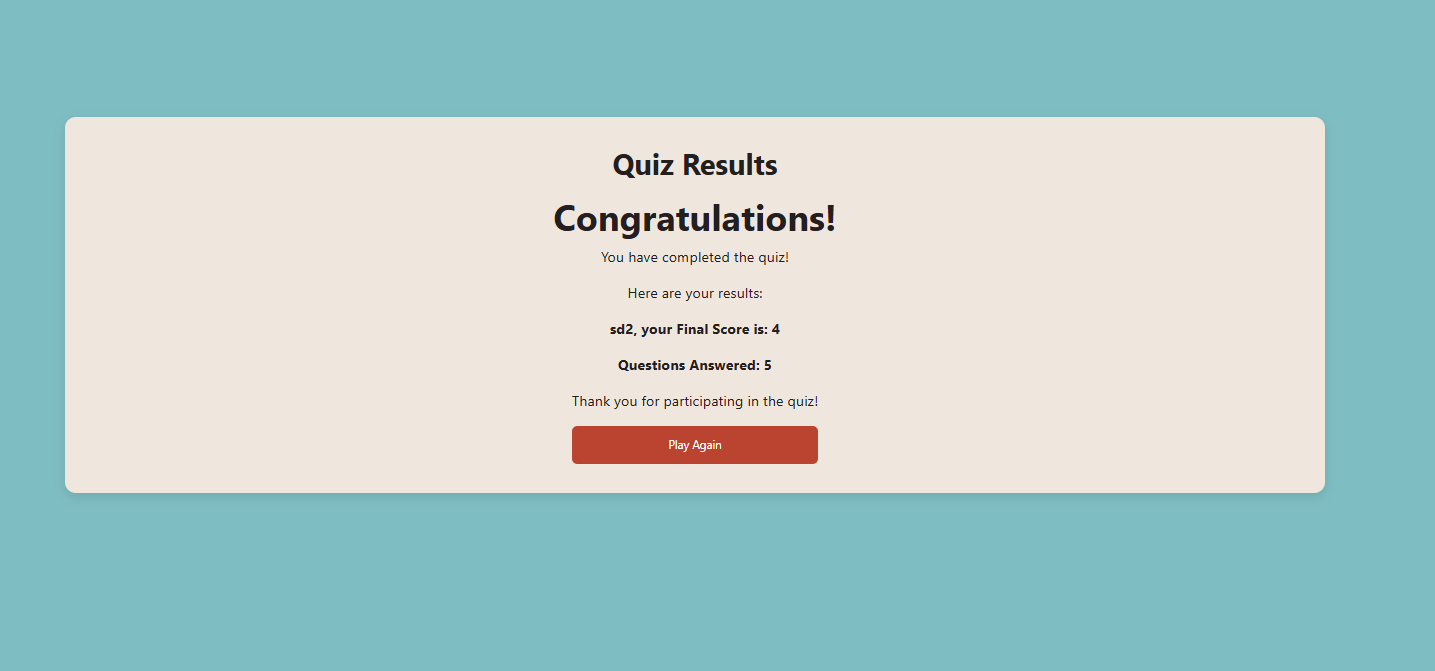 Quiz Results
Congratulations!
You have completed the quiz!
Here are your results:
sd2, your Final Score is: 4
Questions Answered: 5
Thank you for participating in the quiz!
Play Again